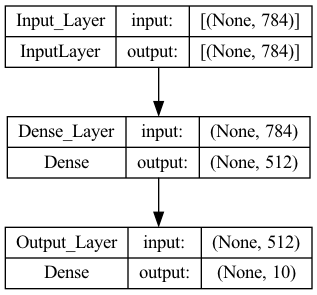 Input_Layer input: [(None, 784)]
InputLayer output: [(None, 784)]
Dense_Layer input: (None, 784)
Dense output: (None, 512)
Output_Layer input: (None, 512)
Dense output: (None, 10)